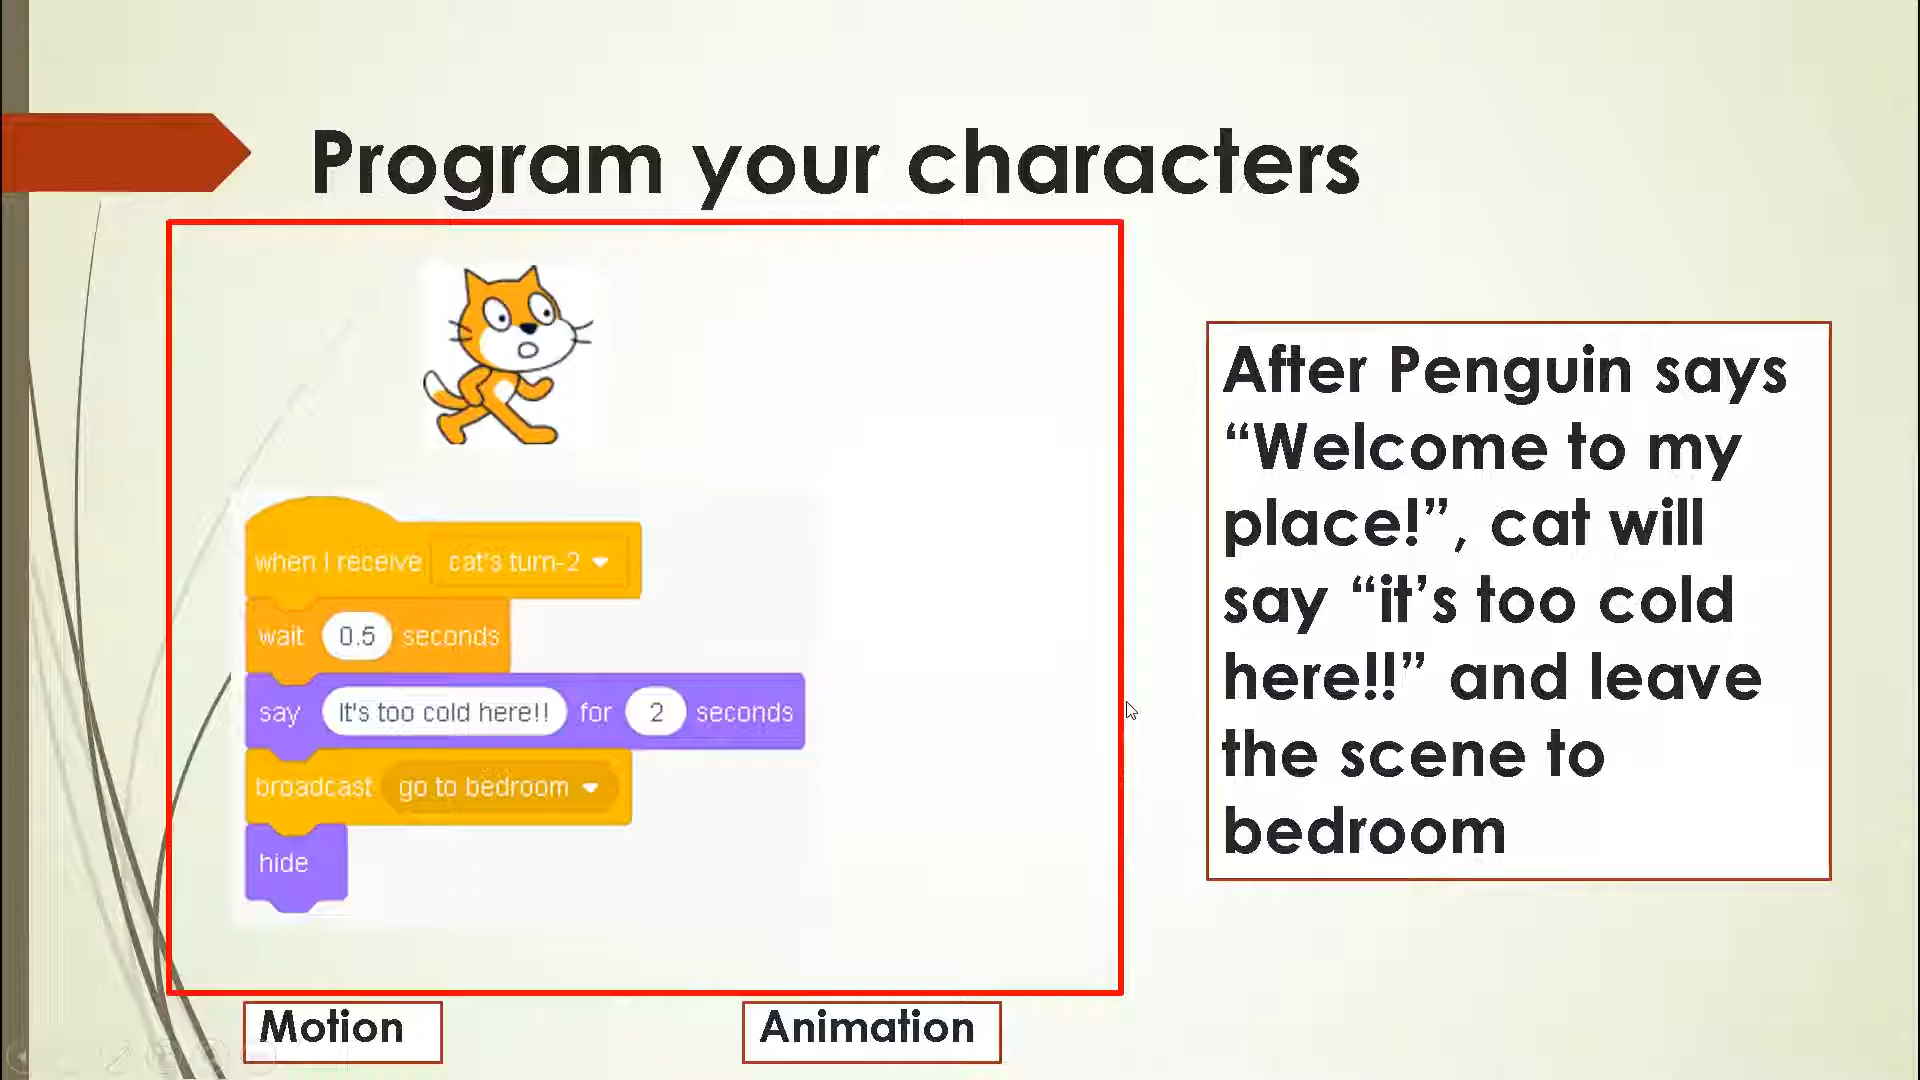 Program your characters
when I receive cat's turn-2
wait 0.5 seconds
say It's too cold here!! for 2 seconds
broadcast go to bedroom
hide
After Penguin says
“Welcome to my
place!”, cat will
say “it’s too cold
here!!” and leave
the scene to
bedroom
Motion
Animation